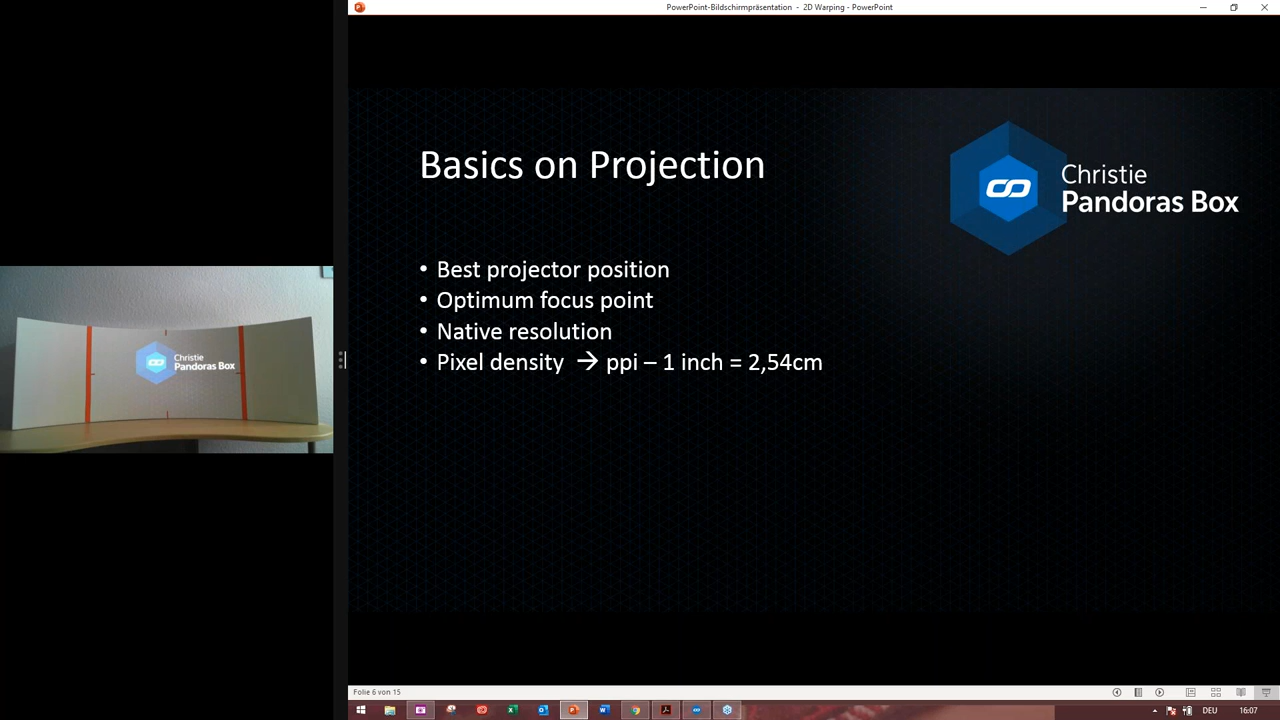 PowerPoint-Bildschirmpräsentation - 2D Warping - PowerPoint
Basics on Projection
Christie
Pandoras Box
• Best projector position
• Optimum focus point
• Native resolution
• Pixel density → ppi – 1 inch = 2,54cm
Christie
Pandoras Box
Folie 6 von 15
DEU
16:07